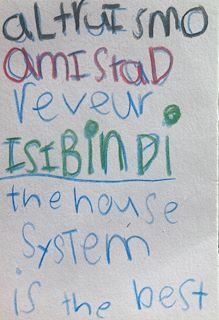 aLtruIsmo
amIstaD
reveur
ISIBinDi
the house
System
is the best